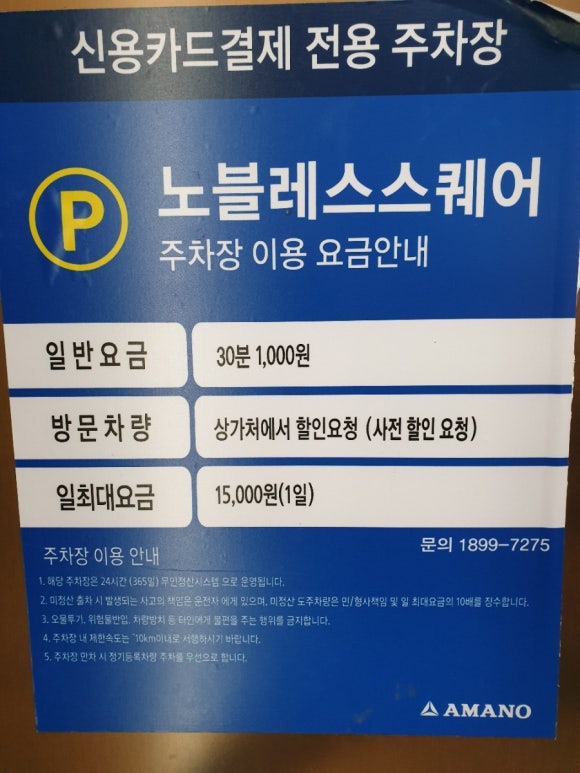 신용카드결제 전용 주차장
P
노블레스스퀘어
주차장 이용 요금안내
일반요금 30분 1,000원
방문차량 상가처에서 할인요청 (사전 할인 요청)
일최대요금 15,000원(1일)
문의 1899-7275
주차장 이용 안내
1. 해당 주차장은 24시간 (365일) 무인정산시스템 으로 운영됩니다.
2. 미정산 출차 시 발생되는 사고의 책임은 운전자 에게 있으며, 미정산 도주차량은 민/형사책임 및 일 최대요금의 10배를 징수합니다.
3. 오물투기, 위험물반입, 차량방치 등 타인에게 불편을 주는 행위를 금지합니다.
4. 주차장 내 제한속도는 ~10km이내로 서행하시기 바랍니다.
5. 주차장 만차 시 정기등록차량 주차를 우선으로 합니다.
AMANO